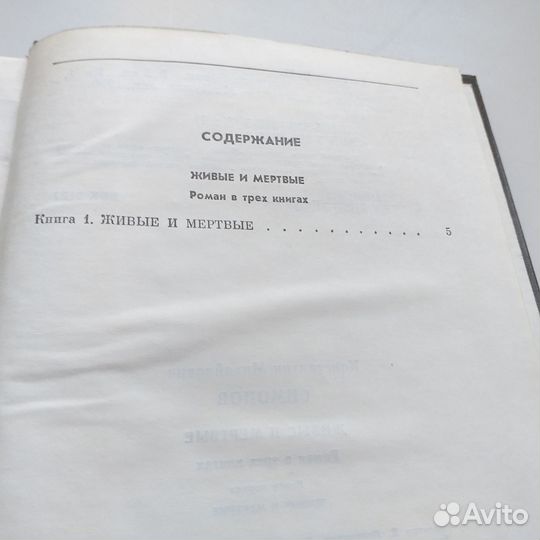 СОДЕРЖАНИЕ
ЖИВЫЕ И МЕРТВЫЕ
Роман в трех книгах
Книга 1. ЖИВЫЕ И МЕРТВЫЕ . . . . . . . . . . . . 5
Avito